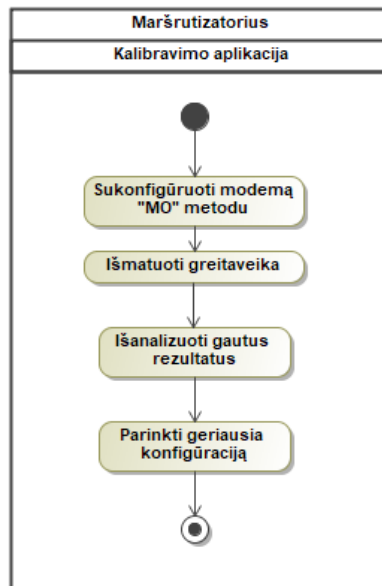 Maršrutizatorius
Kalibravimo aplikacija
Sukonfigūruoti modemą
"MO" metodu
Išmatuoti greitaveika
Išanalizuoti gautus
rezultatus
Parinkti geriausia
konfigūraciją